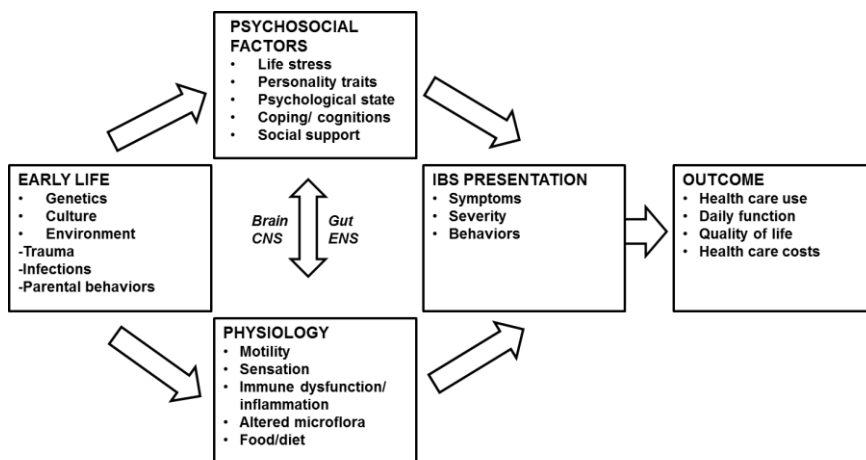 PSYCHOSOCIAL
FACTORS
• Life stress
• Personality traits
• Psychological state
• Coping/ cognitions
• Social support
EARLY LIFE
• Genetics
• Culture
• Environment
-Trauma
-Infections
-Parental behaviors
Brain
CNS
Gut
ENS
IBS PRESENTATION
• Symptoms
• Severity
• Behaviors
OUTCOME
• Health care use
• Daily function
• Quality of life
• Health care costs
PHYSIOLOGY
• Motility
• Sensation
• Immune dysfunction/
inflammation
• Altered microflora
• Food/diet